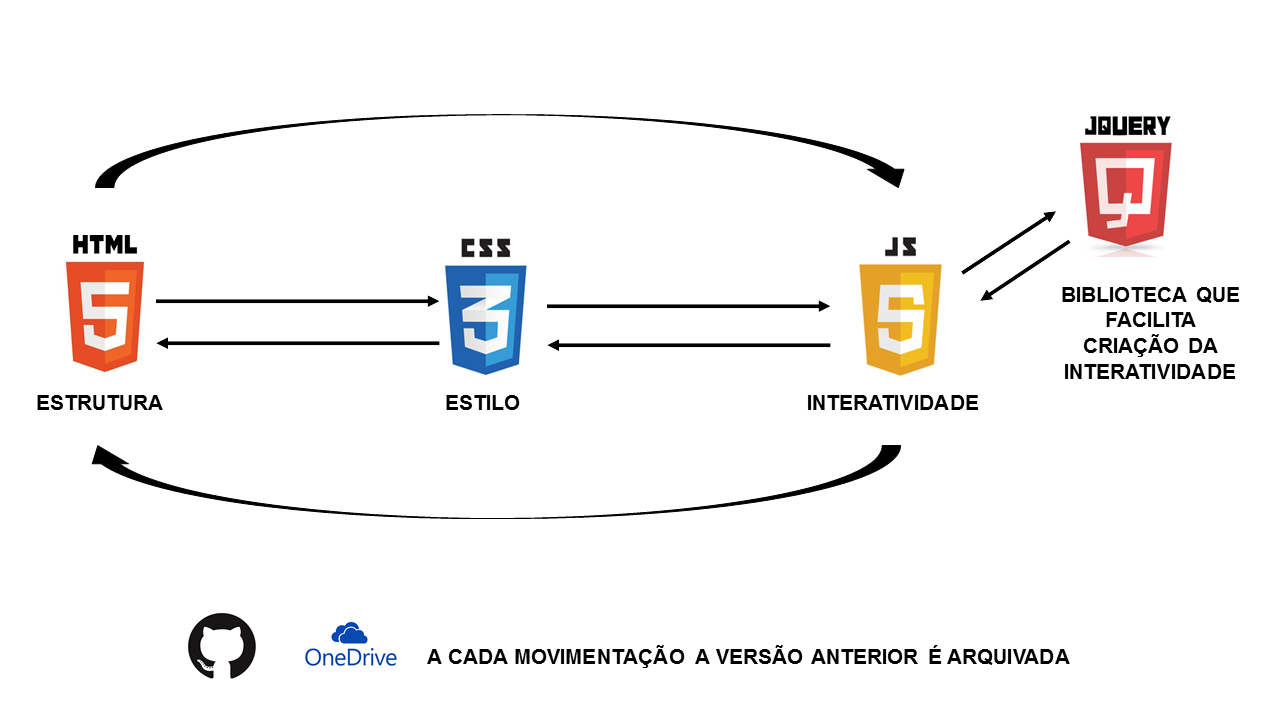 JQUERY
HTML
CSS
JS
5
3
BIBLIOTECA QUE
FACILITA
CRIAÇÃO DA
INTERATIVIDADE
ESTRUTURA
ESTILO
INTERATIVIDADE
OneDrive
A CADA MOVIMENTAÇÃO A VERSÃO ANTERIOR É ARQUIVADA